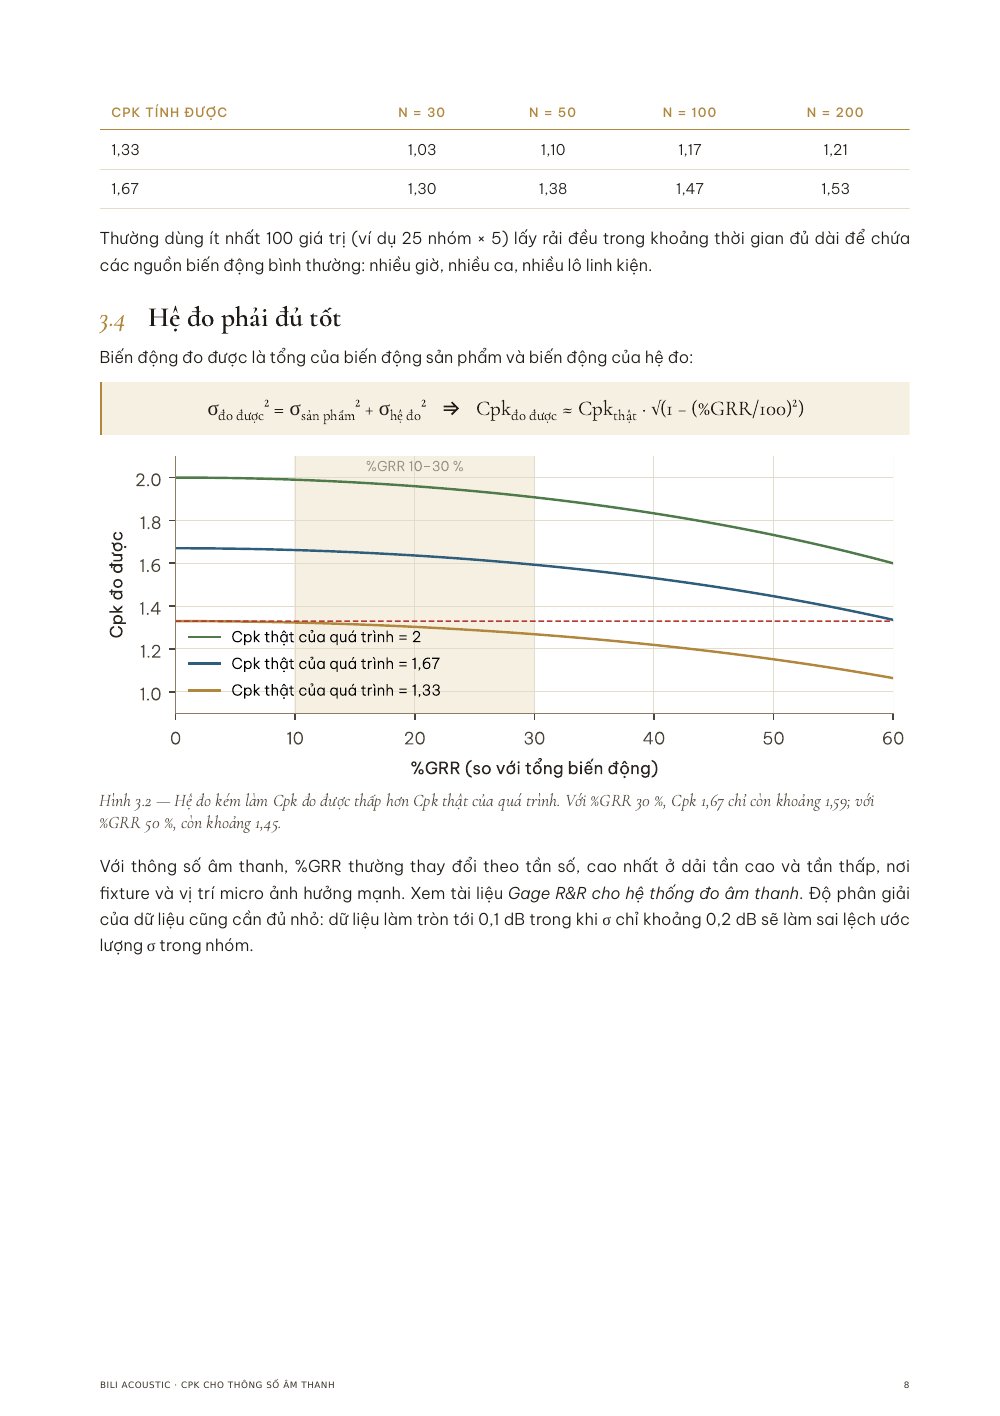 CPK TÍNH ĐƯỢC N = 30 N = 50 N = 100 N = 200
1,33 1,03 1,10 1,17 1,21
1,67 1,30 1,38 1,47 1,53
Thường dùng ít nhất 100 giá trị (ví dụ 25 nhóm × 5) lấy rải đều trong khoảng thời gian đủ dài để chứa
các nguồn biến động bình thường: nhiều giờ, nhiều ca, nhiều lô linh kiện.
3.4 Hệ đo phải đủ tốt
Biến động đo được là tổng của biến động sản phẩm và biến động của hệ đo:
σđo được² = σsản phẩm² + σhệ đo² ⇒ Cpkđo được ≈ Cpkthật · √(1 − (%GRR/100)²)
%GRR 10–30 %
2.0
1.8
1.6
1.4
1.2
1.0
Cpk đo được
Cpk thật của quá trình = 2
Cpk thật của quá trình = 1,67
Cpk thật của quá trình = 1,33
0 10 20 30 40 50 60
%GRR (so với tổng biến động)
Hình 3.2 — Hệ đo kém làm Cpk đo được thấp hơn Cpk thật của quá trình. Với %GRR 30 %, Cpk 1,67 chỉ còn khoảng 1,59; với
%GRR 50 %, còn khoảng 1,45.
Với thông số âm thanh, %GRR thường thay đổi theo tần số, cao nhất ở dải tần cao và tần thấp, nơi
fixture và vị trí micro ảnh hưởng mạnh. Xem tài liệu Gage R&R cho hệ thống đo âm thanh. Độ phân giải
của dữ liệu cũng cần đủ nhỏ: dữ liệu làm tròn tới 0,1 dB trong khi σ chỉ khoảng 0,2 dB sẽ làm sai lệch ước
lượng σ trong nhóm.
BILI ACOUSTIC · CPK CHO THÔNG SỐ ÂM THANH 8